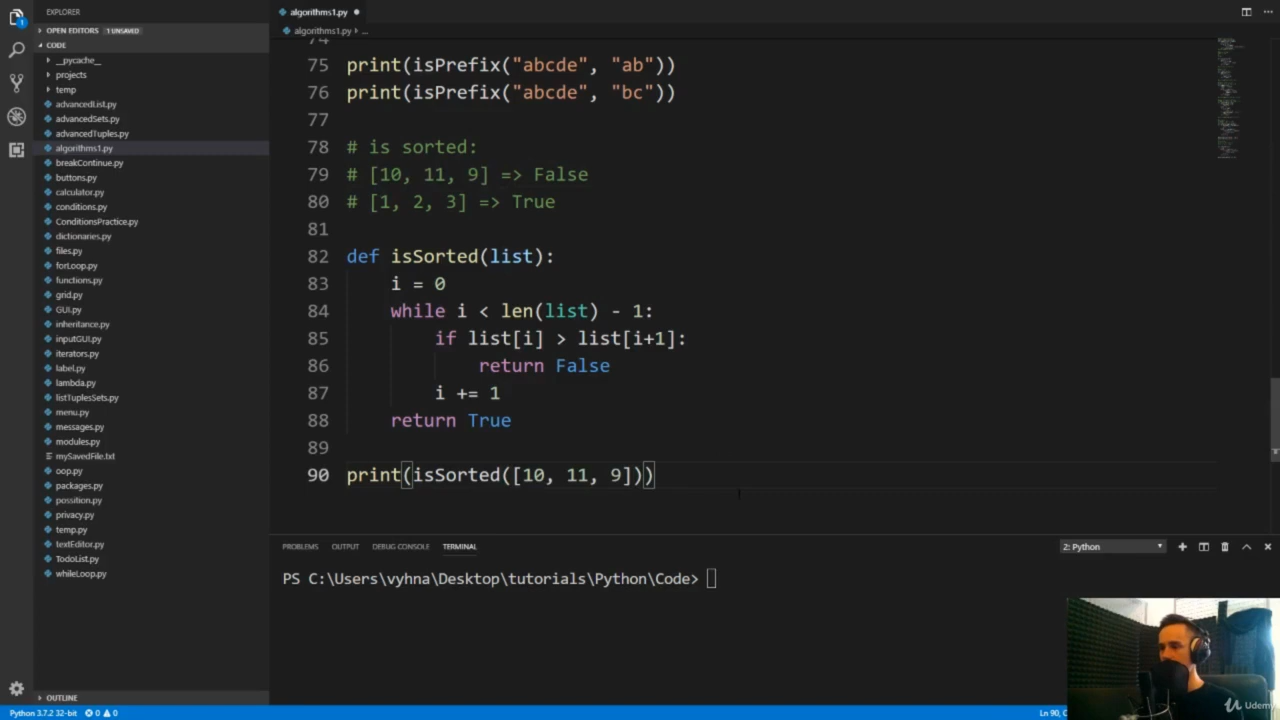 EXPLORER
OPEN EDITORS 1 UNSAVED
CODE
__pycache__
projects
temp
advancedList.py
advancedSets.py
advancedTuples.py
algorithms1.py
breakContinue.py
buttons.py
calculator.py
conditions.py
ConditionsPractice.py
dictionaries.py
files.py
forLoop.py
functions.py
grid.py
GUI.py
inheritance.py
inputGUI.py
iterators.py
label.py
lambda.py
listTuplesSets.py
menu.py
messages.py
modules.py
mySavedFile.txt
oop.py
packages.py
possition.py
privacy.py
temp.py
textEditor.py
TodoList.py
whileLoop.py
OUTLINE
algorithms1.py
algorithms1.py › ...
74
75 print(isPrefix("abcde", "ab"))
76 print(isPrefix("abcde", "bc"))
77
78 # is sorted:
79 # [10, 11, 9] => False
80 # [1, 2, 3] => True
81
82 def isSorted(list):
83 i = 0
84 while i < len(list) - 1:
85 if list[i] > list[i+1]:
86 return False
87 i += 1
88 return True
89
90 print(isSorted([10, 11, 9]))
PROBLEMS OUTPUT DEBUG CONSOLE TERMINAL 2: Python
PS C:\Users\vyhna\Desktop\tutorials\Python\Code>
Udemy
Python 3.7.2 32-bit 0 0 Ln 90,